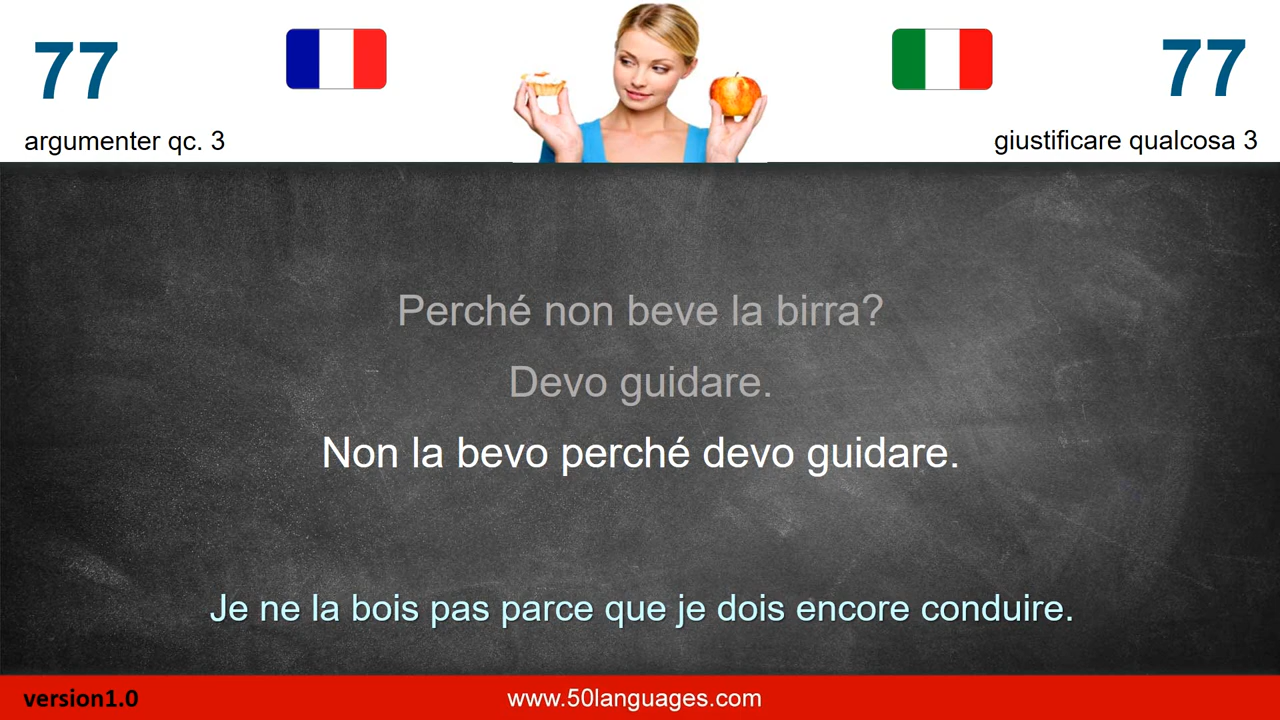 77
77
argumenter qc. 3
giustificare qualcosa 3
Perché non beve la birra?
Devo guidare.
Non la bevo perché devo guidare.
Je ne la bois pas parce que je dois encore conduire.
version1.0
www.50languages.com